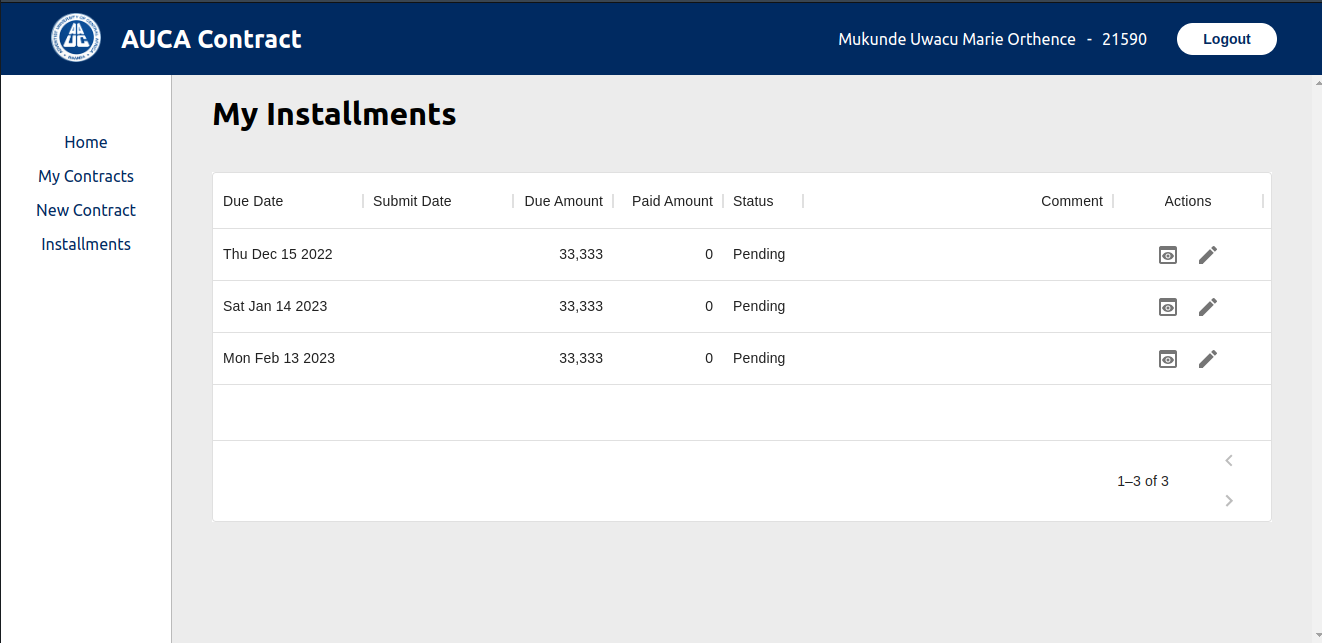 AUCA Contract
Mukunde Uwacu Marie Orthence - 21590
Logout
Home
My Contracts
New Contract
Installments
My Installments
Due Date Submit Date Due Amount Paid Amount Status Comment Actions
Thu Dec 15 2022 33,333 0 Pending
Sat Jan 14 2023 33,333 0 Pending
Mon Feb 13 2023 33,333 0 Pending
1–3 of 3